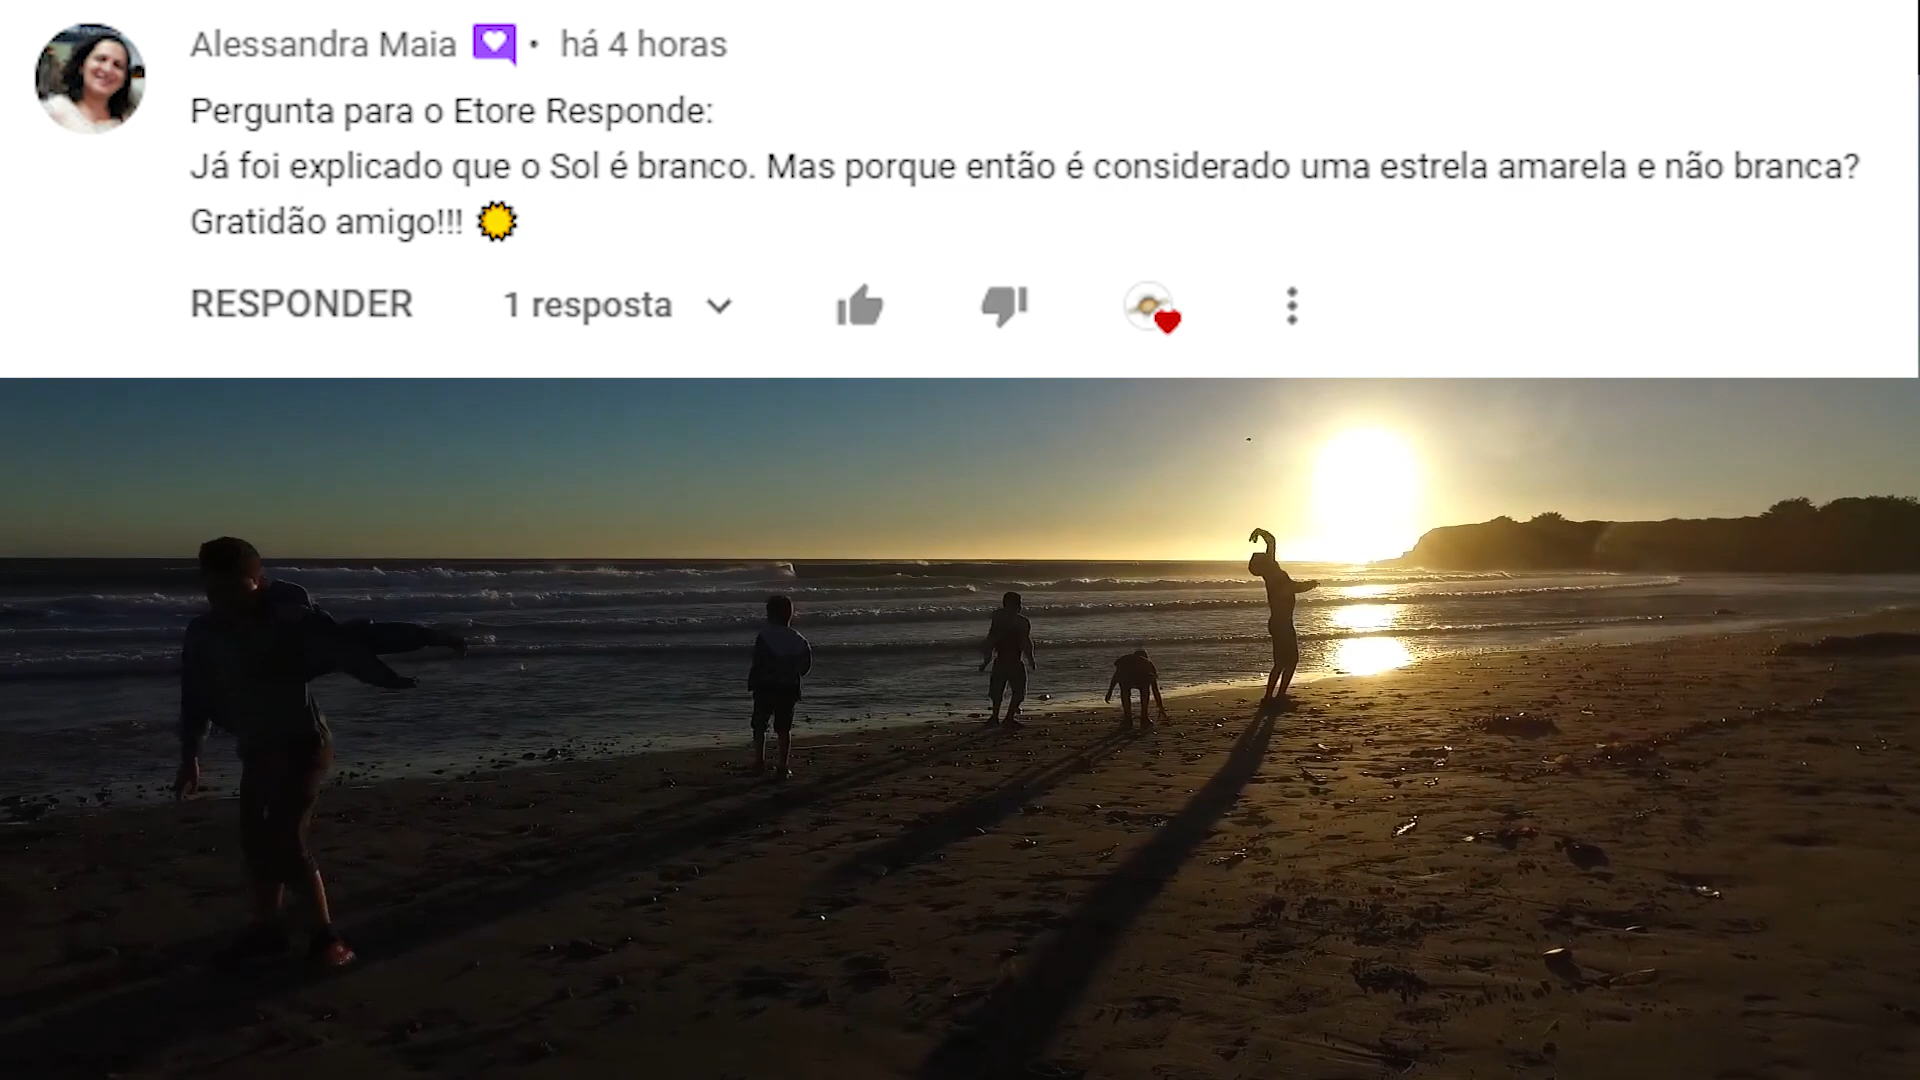 Alessandra Maia • há 4 horas
Pergunta para o Etore Responde:
Já foi explicado que o Sol é branco. Mas porque então é considerado uma estrela amarela e não branca?
Gratidão amigo!!!
RESPONDER 1 resposta